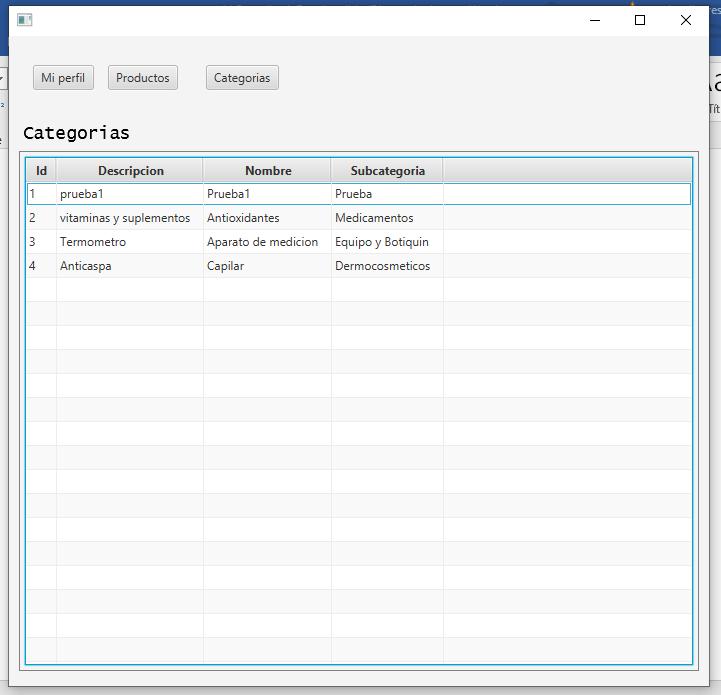 Mi perfil Productos Categorias
Categorias
Id Descripcion Nombre Subcategoria
1 prueba1 Prueba1 Prueba
2 vitaminas y suplementos Antioxidantes Medicamentos
3 Termometro Aparato de medicion Equipo y Botiquin
4 Anticaspa Capilar Dermocosmeticos